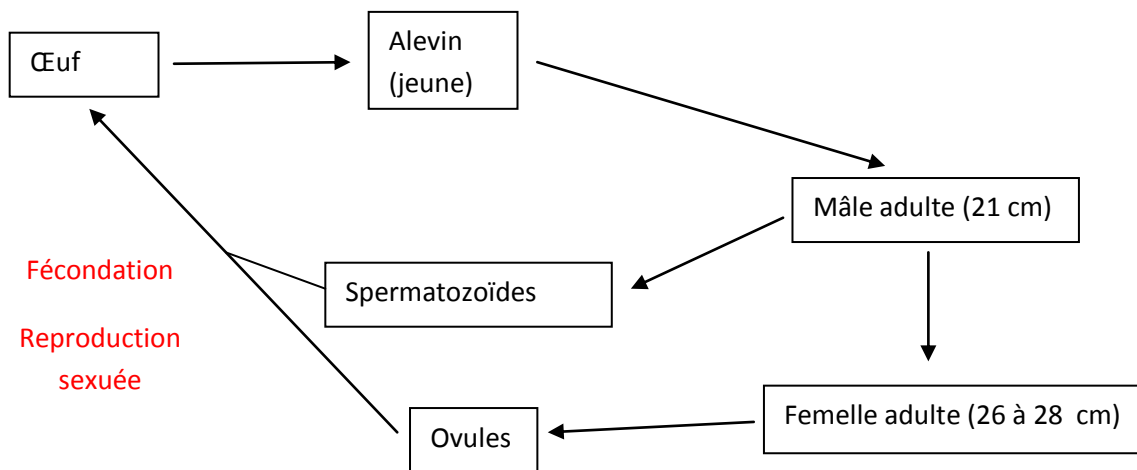 Œuf
Alevin
(jeune)
Mâle adulte (21 cm)
Fécondation
Spermatozoïdes
Reproduction
sexuée
Femelle adulte (26 à 28 cm)
Ovules